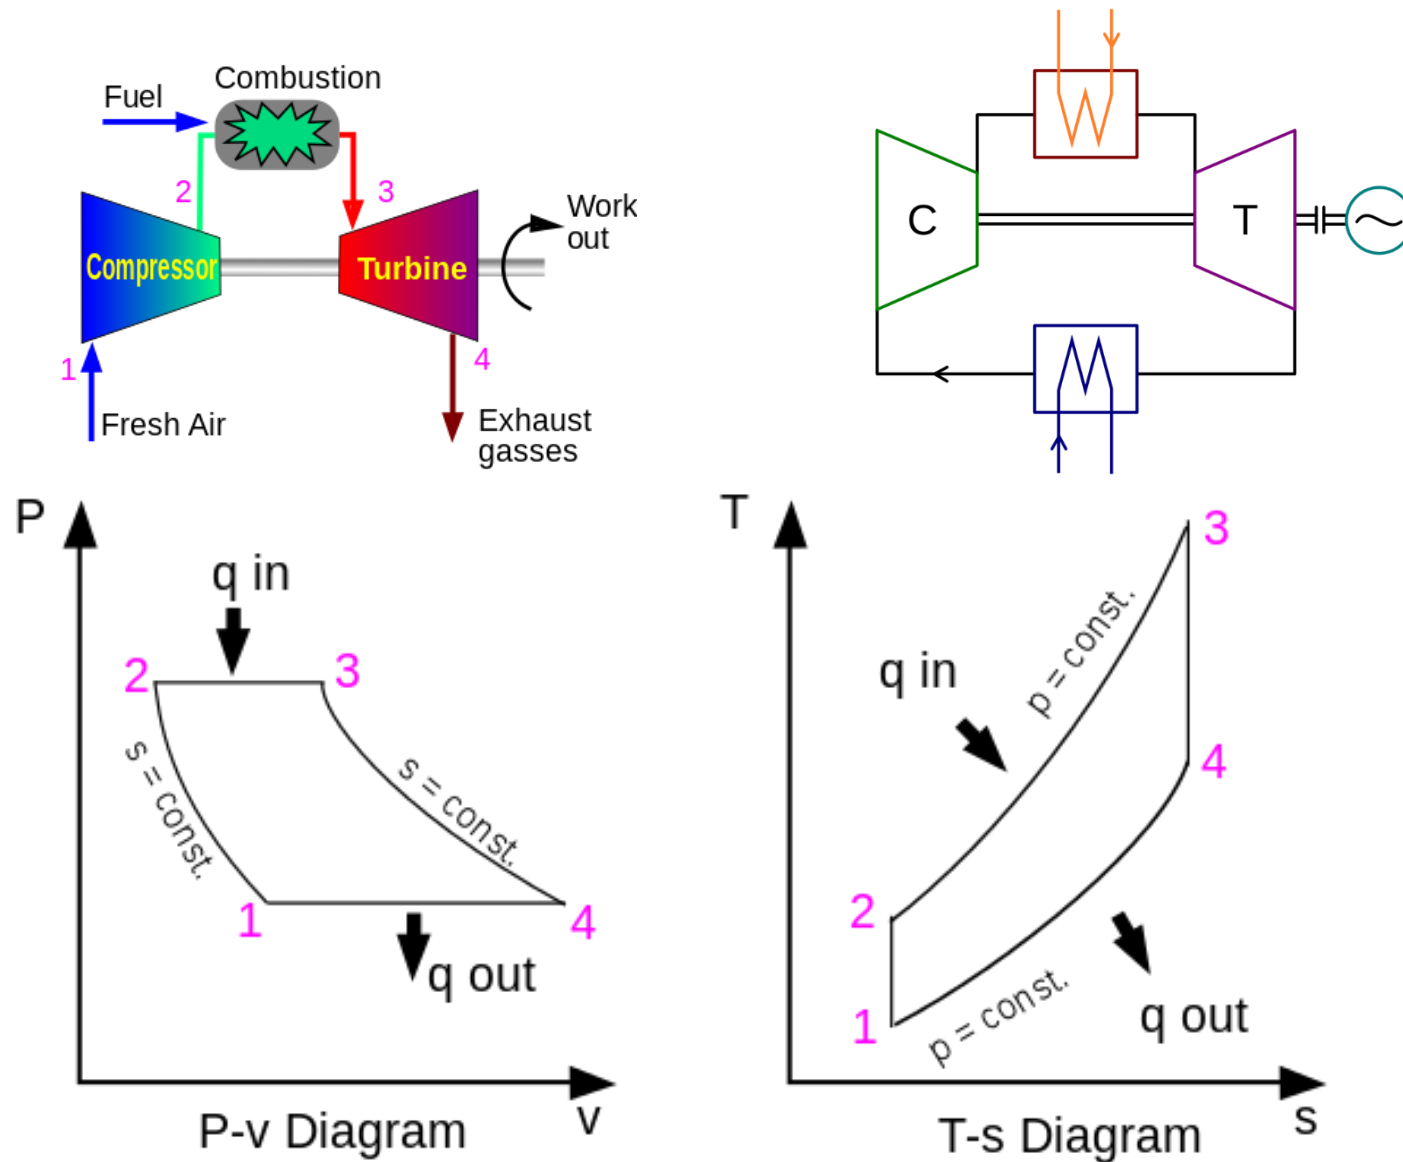 Combustion
Fuel
2
3
Work
out
Compressor
Turbine
1
4
Fresh Air
Exhaust
gasses
C
T
P
q in
2
3
s = const.
s = const.
1
4
q out
v
P-v Diagram
T
3
p = const.
q in
4
2
1
p = const.
q out
s
T-s Diagram